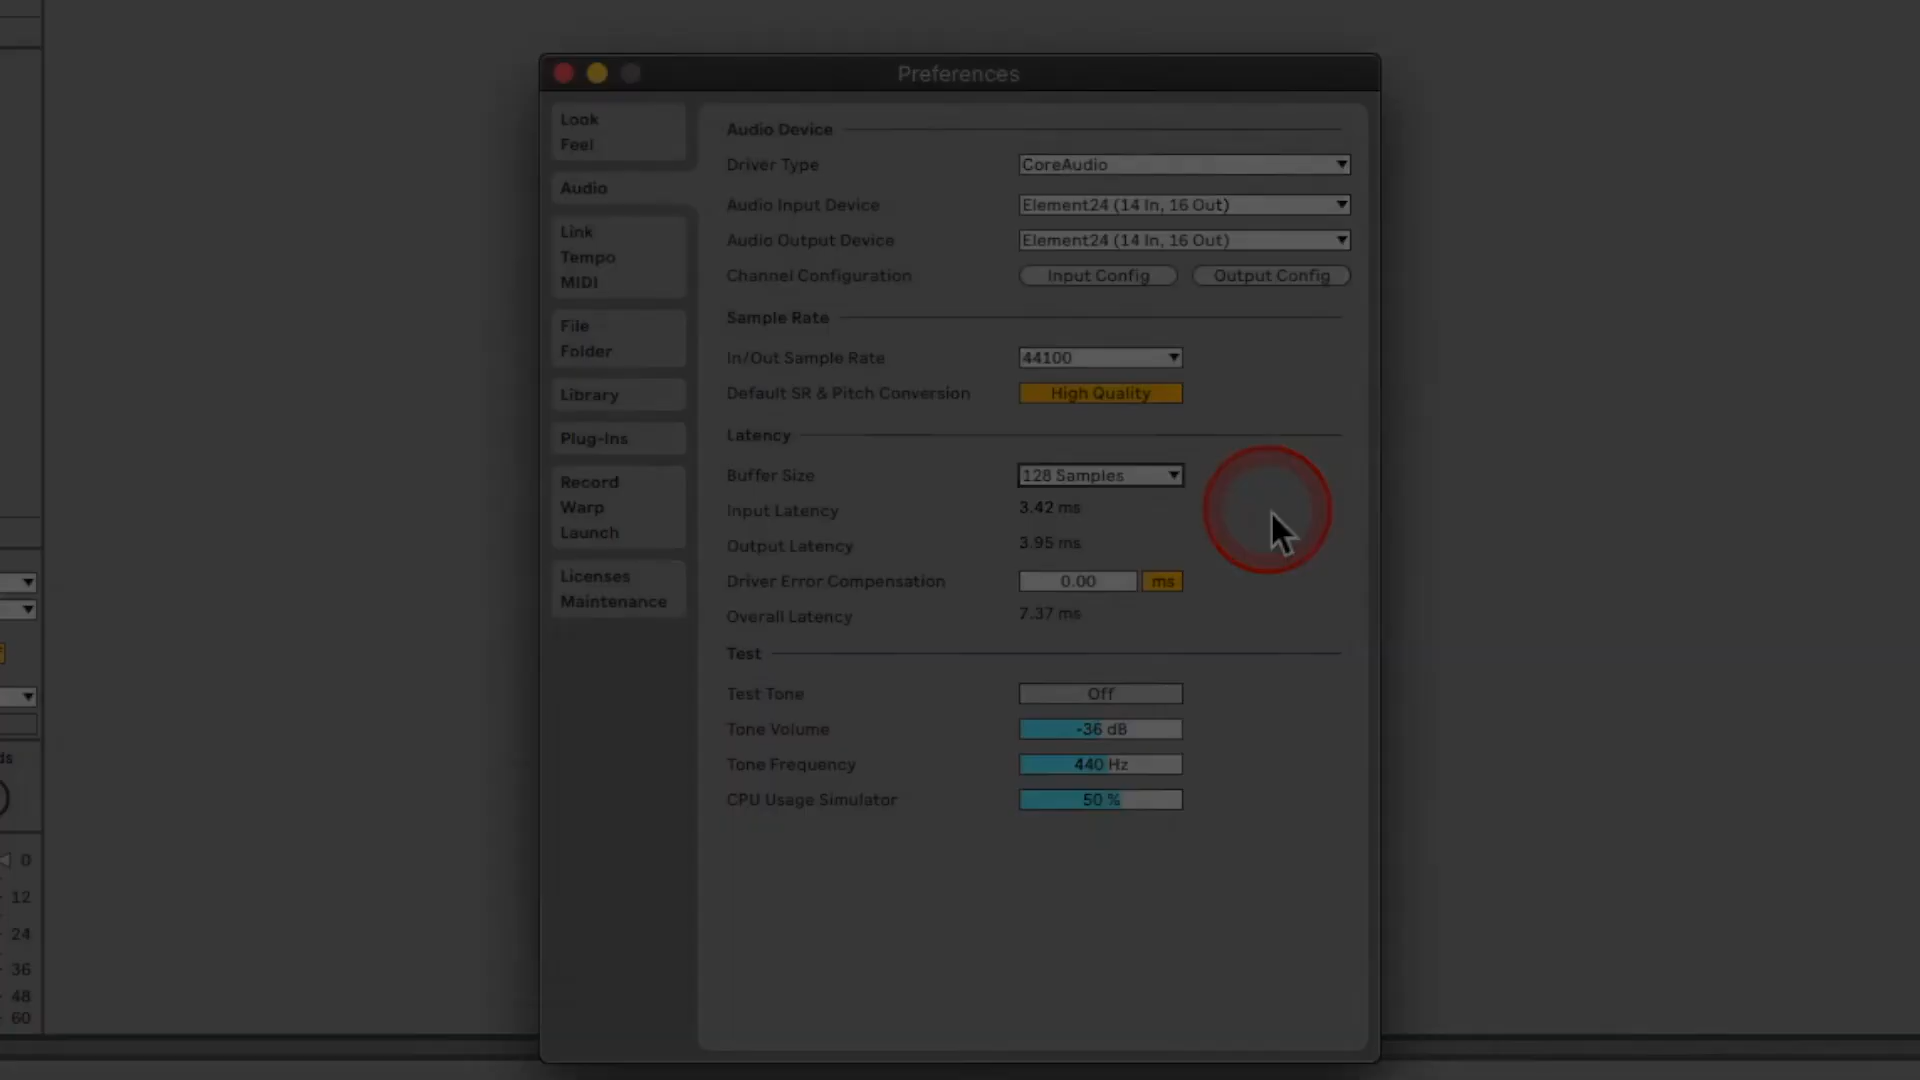 Preferences
Look
Feel
Audio
Link
Tempo
MIDI
File
Folder
Library
Plug-Ins
Record
Warp
Launch
Licenses
Maintenance
Audio Device
Driver Type CoreAudio
Audio Input Device Element24 (14 In, 16 Out)
Audio Output Device Element24 (14 In, 16 Out)
Channel Configuration Input Config Output Config
Sample Rate
In/Out Sample Rate 44100
Default SR & Pitch Conversion High Quality
Latency
Buffer Size 128 Samples
Input Latency 3.42 ms
Output Latency 3.95 ms
Driver Error Compensation 0.00 ms
Overall Latency 7.37 ms
Test
Test Tone Off
Tone Volume -36 dB
Tone Frequency 440 Hz
CPU Usage Simulator 50 %
ds
0
12
24
36
48
60